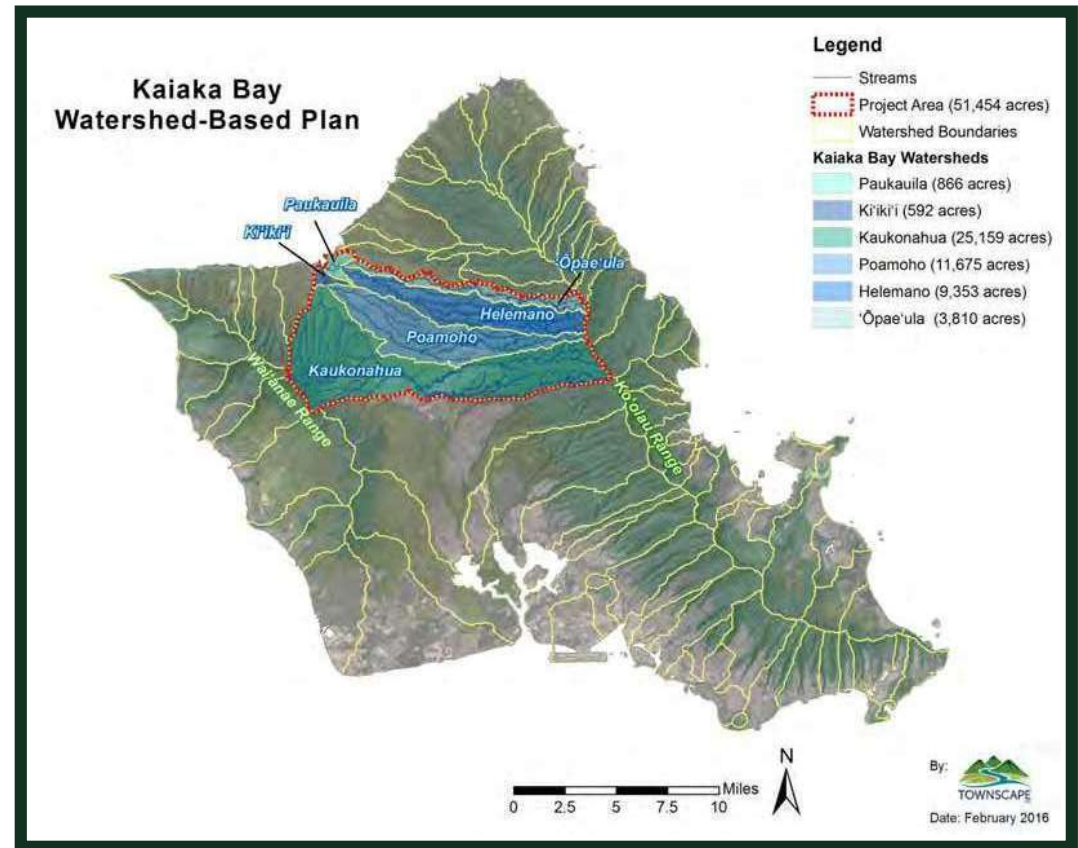 Kaiaka Bay
Watershed-Based Plan
Legend
Streams
Project Area (51,454 acres)
Watershed Boundaries
Kaiaka Bay Watersheds
Paukauila (866 acres)
Ki'iki'i (592 acres)
Kaukonahua (25,159 acres)
Poamoho (11,675 acres)
Helemano (9,353 acres)
'Ōpae'ula (3,810 acres)
Paukauila
Ki'iki'i
Ōpae'ula
Helemano
Poamoho
Kaukonahua
Wai'anae Range
Ko'olau Range
N
Miles
0 2.5 5 7.5 10
By:
TOWNSCAPE
Date: February 2016